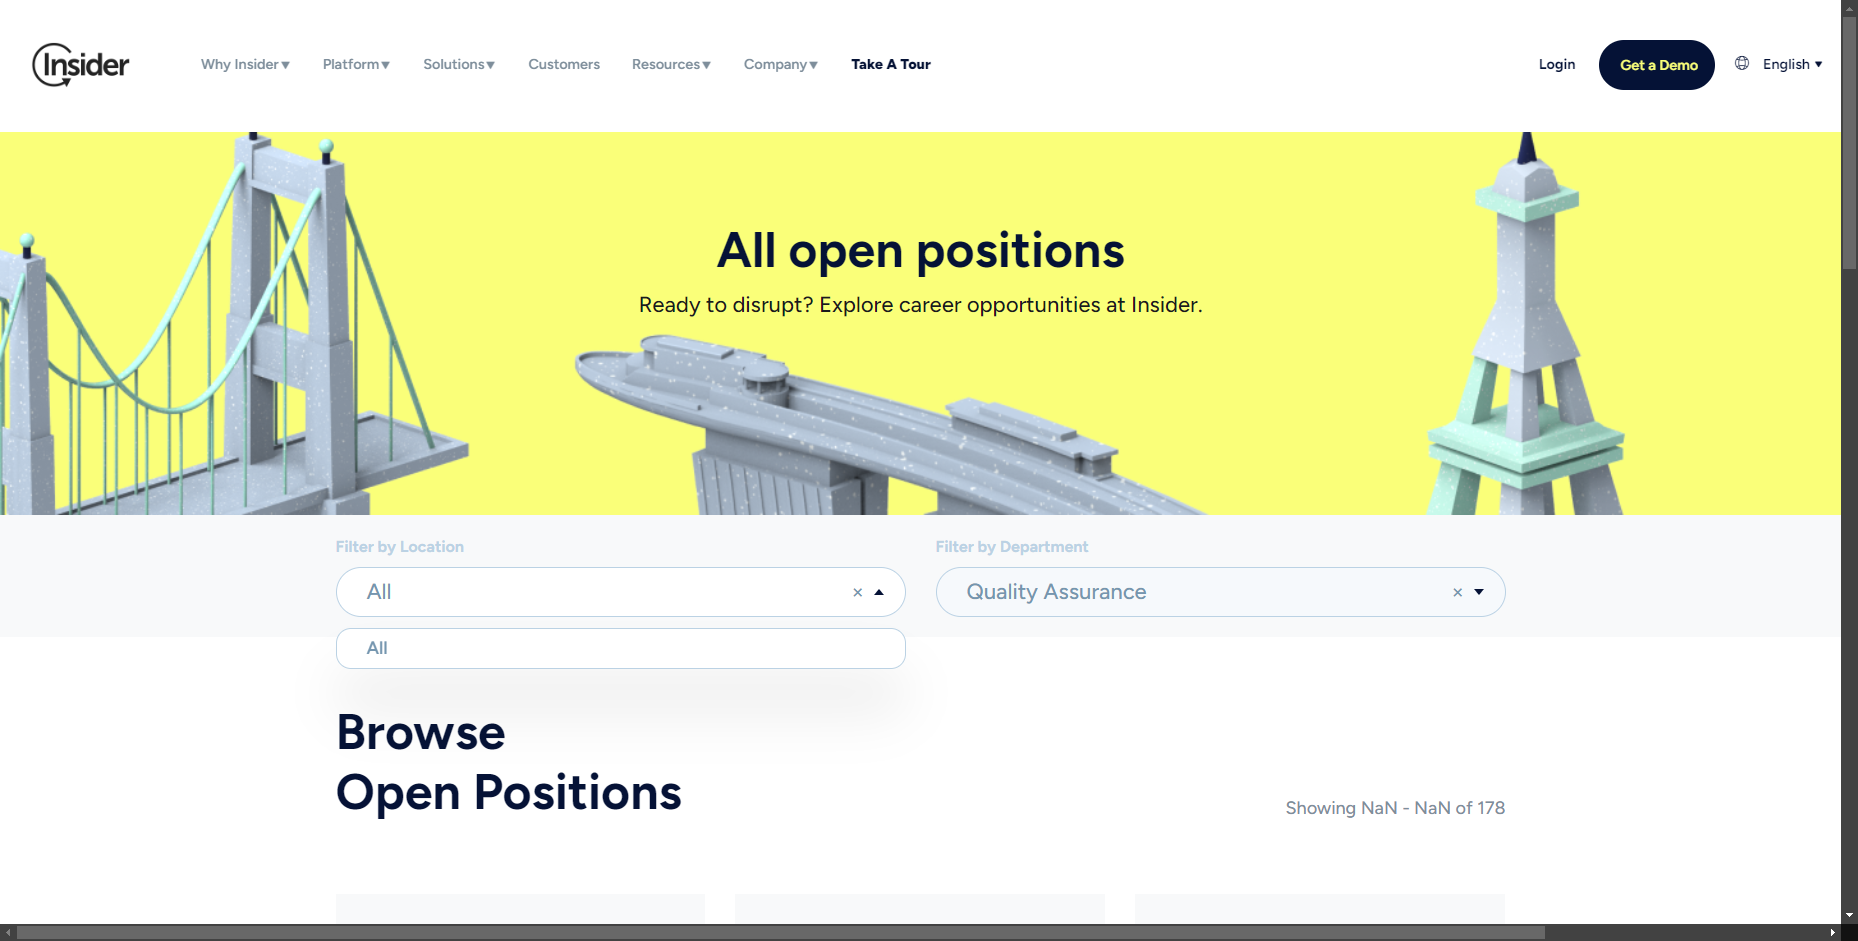 Insider
Why Insider▼ Platform▼ Solutions▼ Customers Resources▼ Company▼ Take A Tour
Login Get a Demo English ▾
All open positions
Ready to disrupt? Explore career opportunities at Insider.
Filter by Location Filter by Department
All × Quality Assurance ×
All
Browse
Open Positions
Showing NaN - NaN of 178